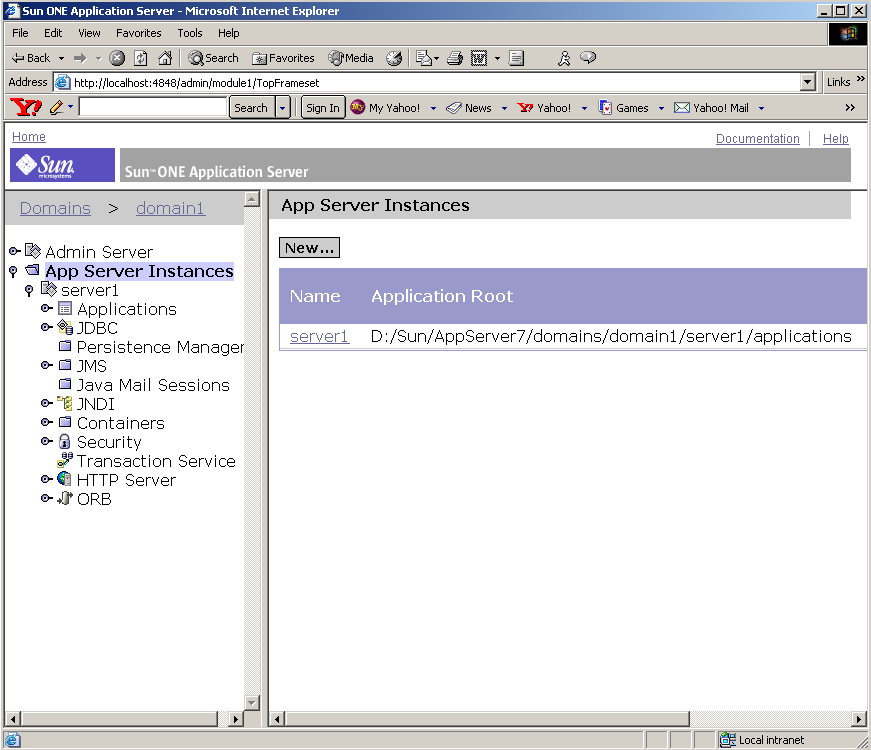 Sun ONE Application Server - Microsoft Internet Explorer
File Edit View Favorites Tools Help
Back Search Favorites Media
Address http://localhost:4848/admin/module1/TopFrameset Links »
Y! Search Sign In My Yahoo! News Yahoo! Games Yahoo! Mail »
Home Documentation Help
Sun microsystems
Sun™ ONE Application Server
Domains > domain1
Admin Server
App Server Instances
server1
Applications
JDBC
Persistence Manager
JMS
Java Mail Sessions
JNDI
Containers
Security
Transaction Service
HTTP Server
ORB
App Server Instances
New...
Name Application Root
server1 D:/Sun/AppServer7/domains/domain1/server1/applications
Local intranet